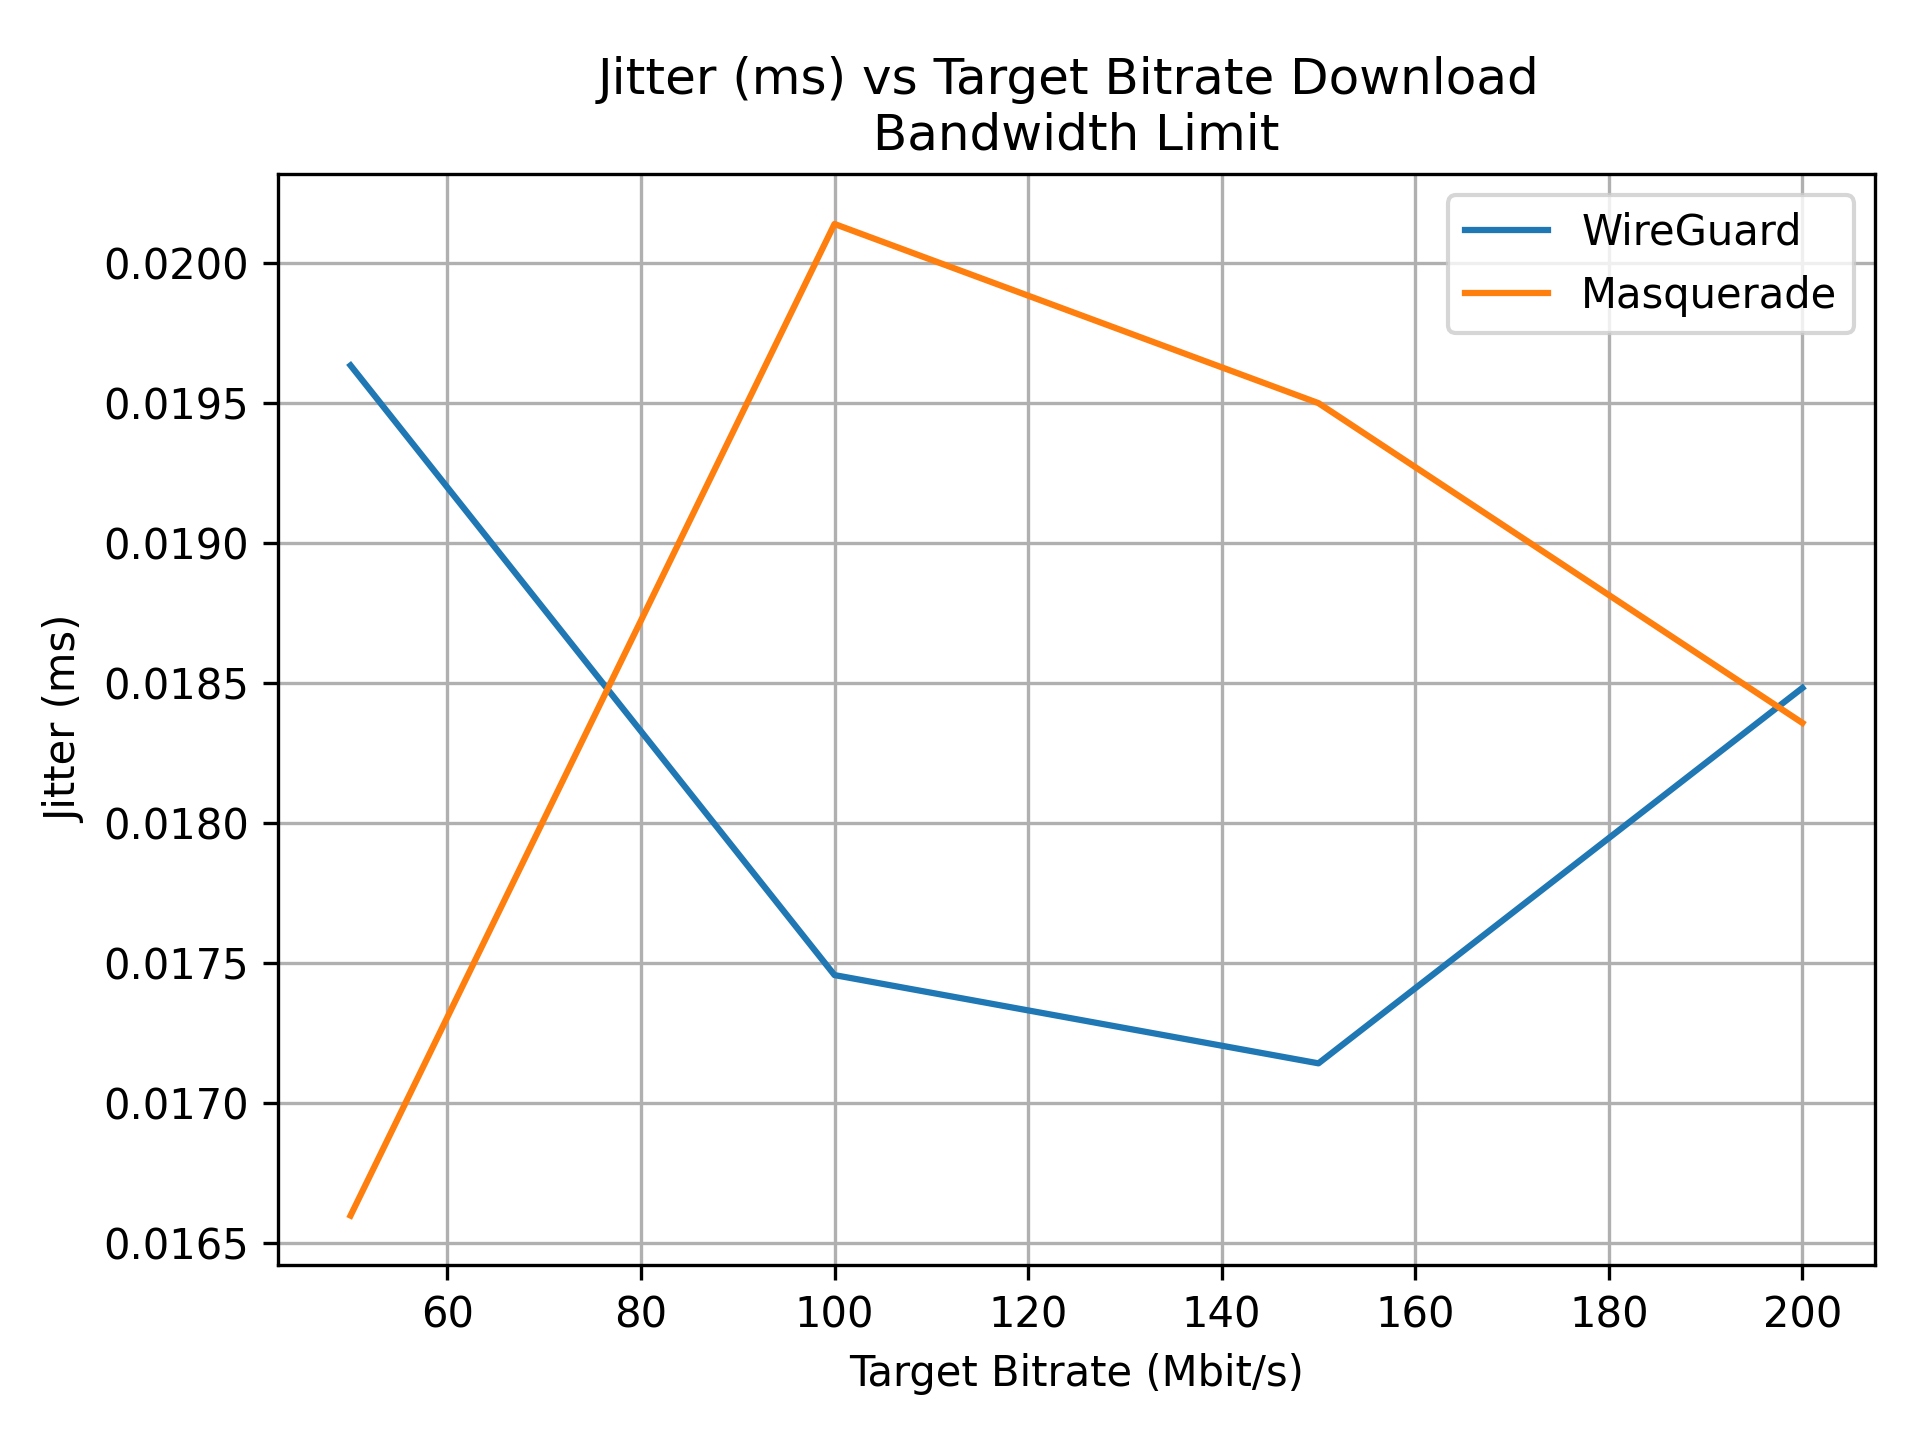 Jitter (ms) vs Target Bitrate Download
Bandwidth Limit
WireGuard
Masquerade
Jitter (ms)
0.0200
0.0195
0.0190
0.0185
0.0180
0.0175
0.0170
0.0165
60 80 100 120 140 160 180 200
Target Bitrate (Mbit/s)